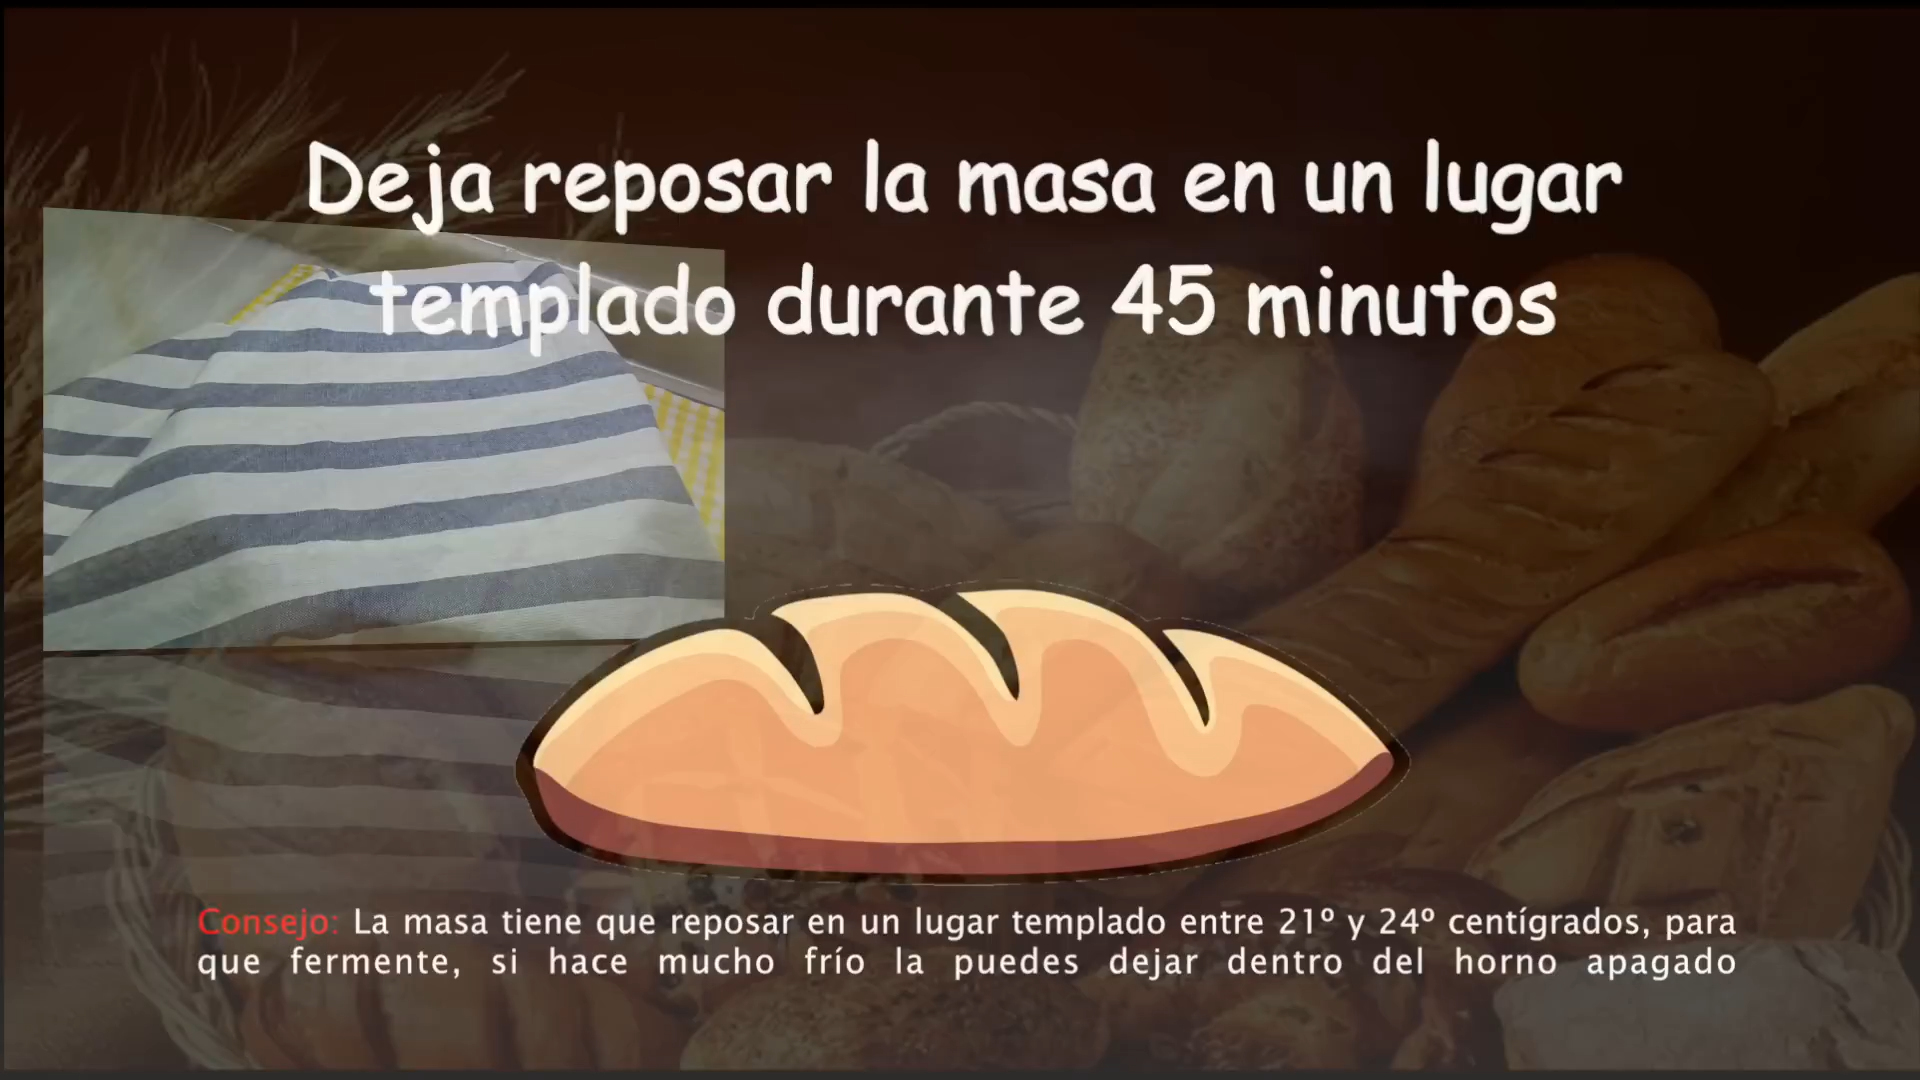 Deja reposar la masa en un lugar
templado durante 45 minutos
Consejo: La masa tiene que reposar en un lugar templado entre 21º y 24º centígrados, para
que fermente, si hace mucho frío la puedes dejar dentro del horno apagado